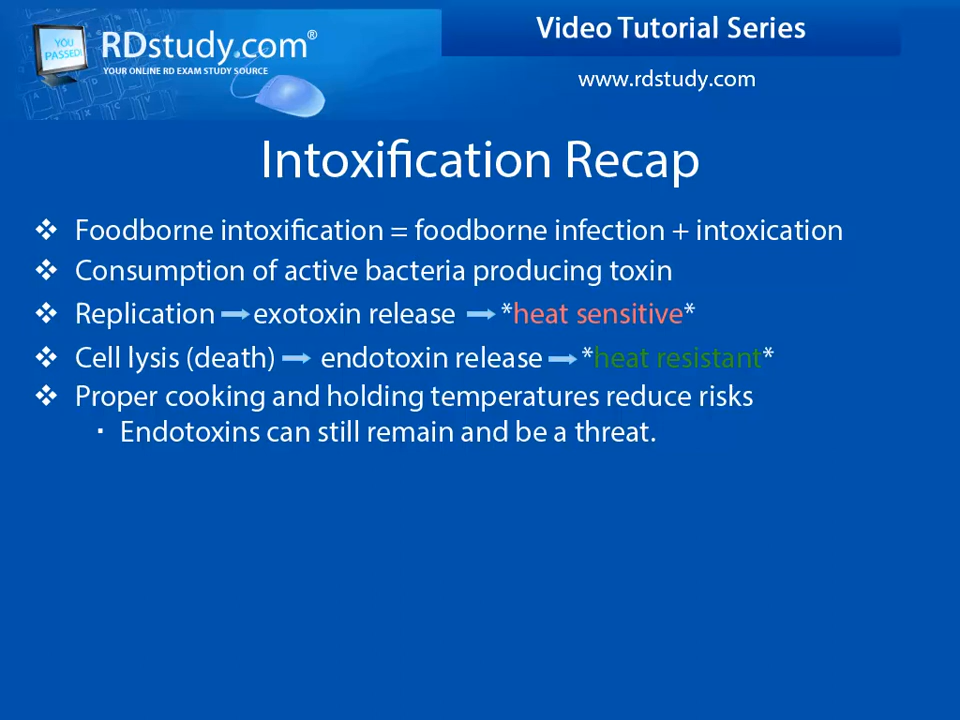 YOU
PASSED!
RDstudy.com®
YOUR ONLINE RD EXAM STUDY SOURCE
Video Tutorial Series
www.rdstudy.com
Intoxification Recap
❖ Foodborne intoxification = foodborne infection + intoxication
❖ Consumption of active bacteria producing toxin
❖ Replication → exotoxin release → *heat sensitive*
❖ Cell lysis (death) → endotoxin release → *heat resistant*
❖ Proper cooking and holding temperatures reduce risks
· Endotoxins can still remain and be a threat.